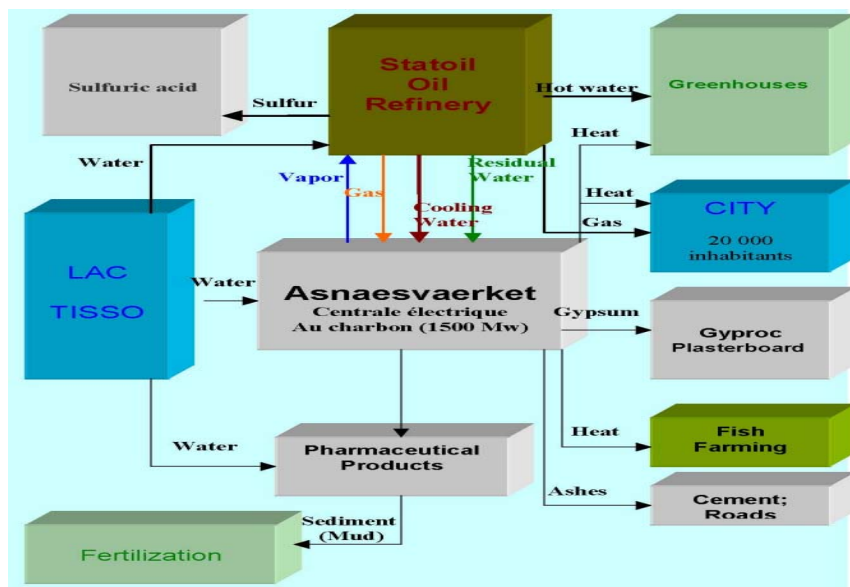 Sulfuric acid
Sulfur
Statoil
Oil
Refinery
Hot water
Greenhouses
Water
Vapor
Gas
Cooling
Water
Residual
Water
Heat
Heat
Gas
CITY
20 000
inhabitants
LAC
TISSO
Water
Asnaesvaerket
Centrale électrique
Au charbon (1500 Mw)
Gypsum
Gyproc
Plasterboard
Water
Pharmaceutical
Products
Heat
Fish
Farming
Ashes
Cement;
Roads
Sediment
(Mud)
Fertilization